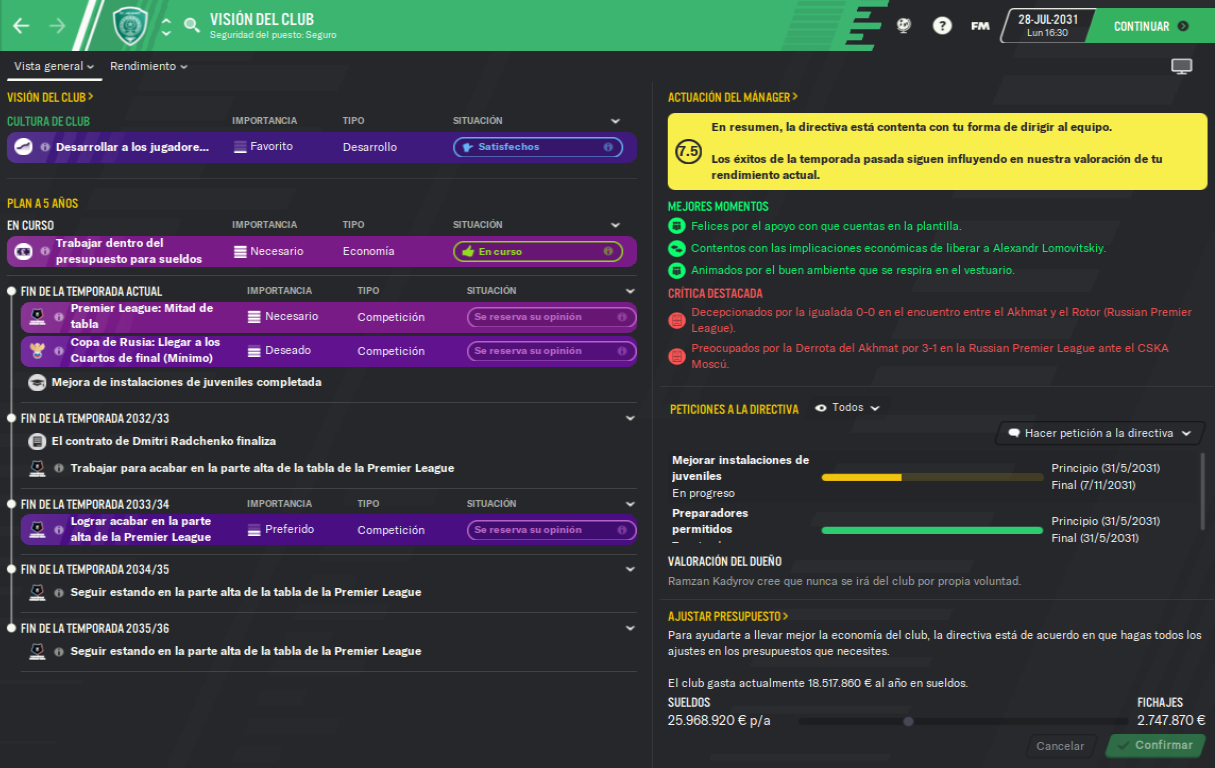 VISIÓN DEL CLUB
Seguridad del puesto: Seguro
FM
28-JUL-2031
Lun 16:30
CONTINUAR
Vista general
Rendimiento
VISIÓN DEL CLUB >
CULTURA DE CLUB IMPORTANCIA TIPO SITUACIÓN
Desarrollar a los jugadore... Favorito Desarrollo Satisfechos
PLAN A 5 AÑOS
EN CURSO IMPORTANCIA TIPO SITUACIÓN
Trabajar dentro del
presupuesto para sueldos Necesario Economía En curso
FIN DE LA TEMPORADA ACTUAL IMPORTANCIA TIPO SITUACIÓN
Premier League: Mitad de
tabla Necesario Competición Se reserva su opinión
Copa de Rusia: Llegar a los
Cuartos de final (Mínimo) Deseado Competición Se reserva su opinión
Mejora de instalaciones de juveniles completada
FIN DE LA TEMPORADA 2032/33
El contrato de Dmitri Radchenko finaliza
Trabajar para acabar en la parte alta de la tabla de la Premier League
FIN DE LA TEMPORADA 2033/34 IMPORTANCIA TIPO SITUACIÓN
Lograr acabar en la parte
alta de la Premier League Preferido Competición Se reserva su opinión
FIN DE LA TEMPORADA 2034/35
Seguir estando en la parte alta de la tabla de la Premier League
FIN DE LA TEMPORADA 2035/36
Seguir estando en la parte alta de la tabla de la Premier League
ACTUACIÓN DEL MÁNAGER >
7.5
En resumen, la directiva está contenta con tu forma de dirigir al equipo.
Los éxitos de la temporada pasada siguen influyendo en nuestra valoración de tu
rendimiento actual.
MEJORES MOMENTOS
Felices por el apoyo con que cuentas en la plantilla.
Contentos con las implicaciones económicas de liberar a Alexandr Lomovitskiy.
Animados por el buen ambiente que se respira en el vestuario.
CRÍTICA DESTACADA
Decepcionados por la igualada 0-0 en el encuentro entre el Akhmat y el Rotor (Russian Premier
League).
Preocupados por la Derrota del Akhmat por 3-1 en la Russian Premier League ante el CSKA
Moscú.
PETICIONES A LA DIRECTIVA Todos
Hacer petición a la directiva
Mejorar instalaciones de
juveniles
En progreso
Principio (31/5/2031)
Final (7/11/2031)
Preparadores
permitidos
Principio (31/5/2031)
Final (31/5/2031)
VALORACIÓN DEL DUEÑO
Ramzan Kadyrov cree que nunca se irá del club por propia voluntad.
AJUSTAR PRESUPUESTO >
Para ayudarte a llevar mejor la economía del club, la directiva está de acuerdo en que hagas todos los
ajustes en los presupuestos que necesites.
El club gasta actualmente 18.517.860 € al año en sueldos.
SUELDOS FICHAJES
25.968.920 € p/a 2.747.870 €
Cancelar Confirmar